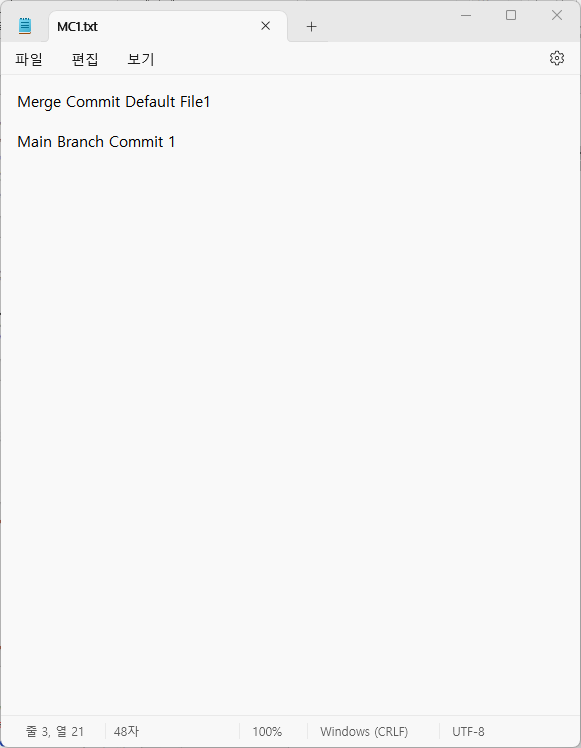 MC1.txt
파일 편집 보기
Merge Commit Default File1
Main Branch Commit 1
줄 3, 열 21 48자 100% Windows (CRLF) UTF-8